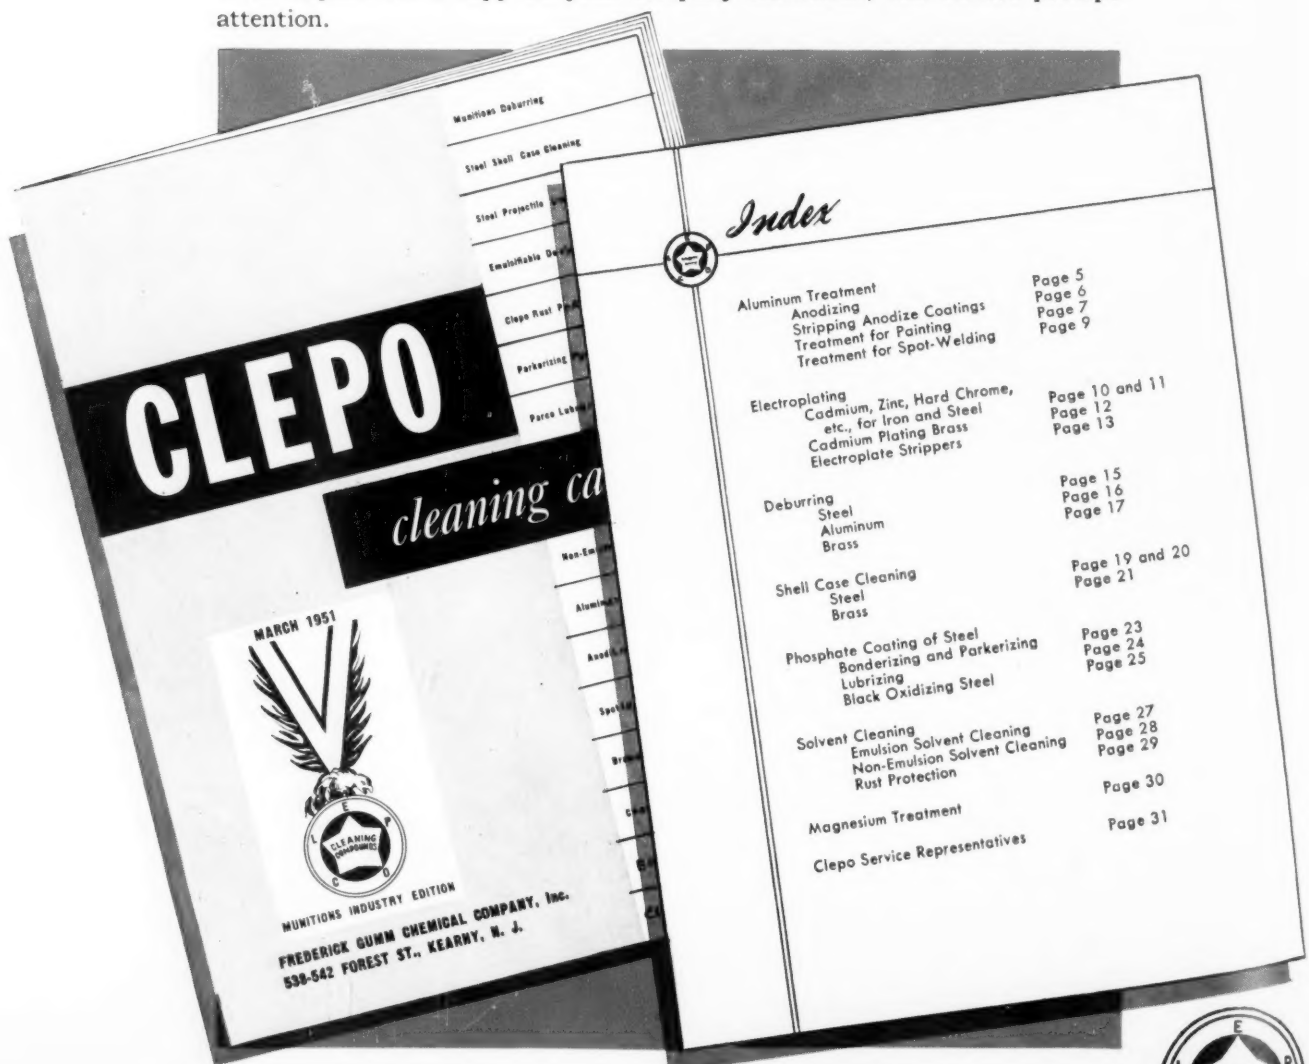 attention.
Munitions Deburring
Steel Shell Case Cleaning
Steel Projectile
Emulsifiable
Clepo Rust
Parkerizing
Parco
CLEPO
cleaning ca
Non-Emul
Alumin
MARCH 1951
E
L P
C O
CLEANING
COMPOUNDS
MUNITIONS INDUSTRY EDITION
FREDERICK GUMM CHEMICAL COMPANY, Inc.
538-542 FOREST ST., KEARNY, N. J.
Index
Aluminum Treatment
Anodizing Page 5
Stripping Anodize Coatings Page 6
Treatment for Painting Page 7
Treatment for Spot-Welding Page 9
Electroplating
Cadmium, Zinc, Hard Chrome,
etc., for Iron and Steel Page 10 and 11
Cadmium Plating Brass Page 12
Electroplate Strippers Page 13
Deburring
Steel Page 15
Aluminum Page 16
Brass Page 17
Shell Case Cleaning
Steel Page 19 and 20
Brass Page 21
Phosphate Coating of Steel
Bonderizing and Parkerizing Page 23
Lubrizing Page 24
Black Oxidizing Steel Page 25
Solvent Cleaning
Emulsion Solvent Cleaning Page 27
Non-Emulsion Solvent Cleaning Page 28
Rust Protection Page 29
Magnesium Treatment Page 30
Clepo Service Representatives Page 31
E